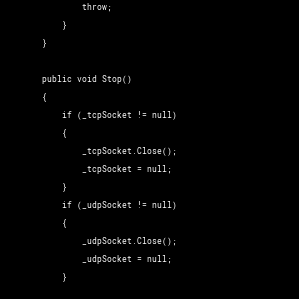 throw;
}
}
public void Stop()
{
if (_tcpSocket != null)
{
_tcpSocket.Close();
_tcpSocket = null;
}
if (_udpSocket != null)
{
_udpSocket.Close();
_udpSocket = null;
}